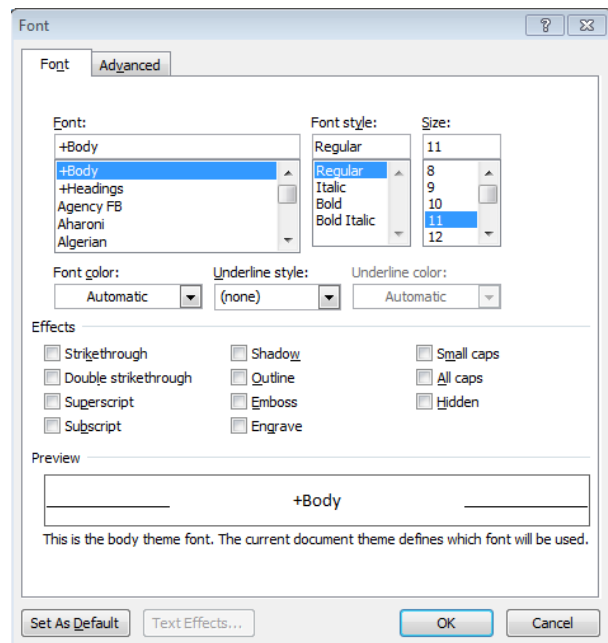 Font
Font Advanced
Font: Font style: Size:
+Body Regular 11
+Body Regular 8
+Headings Italic 9
Agency FB Bold 10
Aharoni Bold Italic 11
Algerian 12
Font color: Underline style: Underline color:
Automatic (none) Automatic
Effects
Strikethrough Shadow Small caps
Double strikethrough Outline All caps
Superscript Emboss Hidden
Subscript Engrave
Preview
+Body
This is the body theme font. The current document theme defines which font will be used.
Set As Default Text Effects... OK Cancel